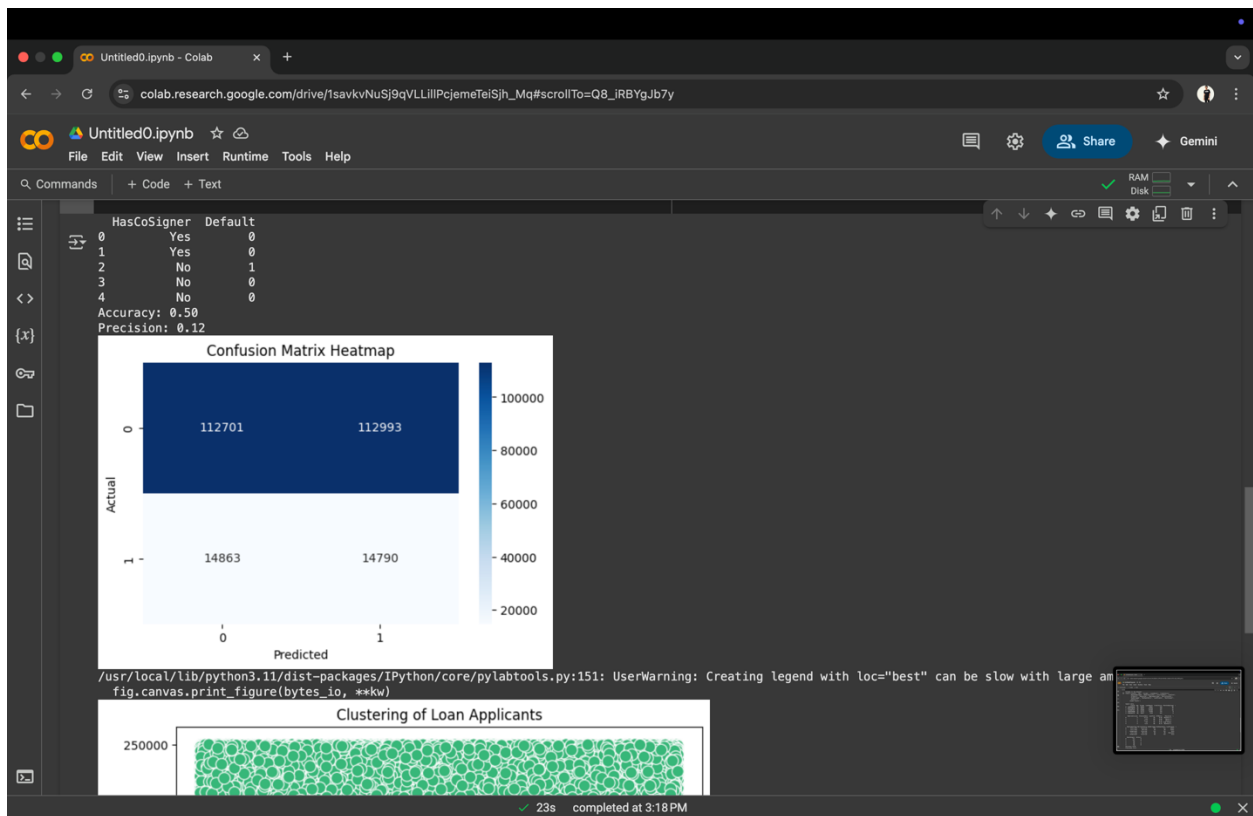 Untitled0.ipynb - Colab
colab.research.google.com/drive/1savkvNuSj9qVLLillPcjemeTeiSjh_Mq#scrollTo=Q8_iRBYgJb7y
CO
Untitled0.ipynb
Share
Gemini
File Edit View Insert Runtime Tools Help
Commands + Code + Text
RAM
Disk
HasCoSigner Default
0 Yes 0
1 Yes 0
2 No 1
3 No 0
4 No 0
Accuracy: 0.50
Precision: 0.12
Confusion Matrix Heatmap
100000
0
112701 112993
80000
Actual
60000
1
14863 14790
40000
20000
0 1
Predicted
/usr/local/lib/python3.11/dist-packages/IPython/core/pylabtools.py:151: UserWarning: Creating legend with loc="best" can be slow with large am
fig.canvas.print_figure(bytes_io, **kw)
Clustering of Loan Applicants
250000
23s completed at 3:18 PM